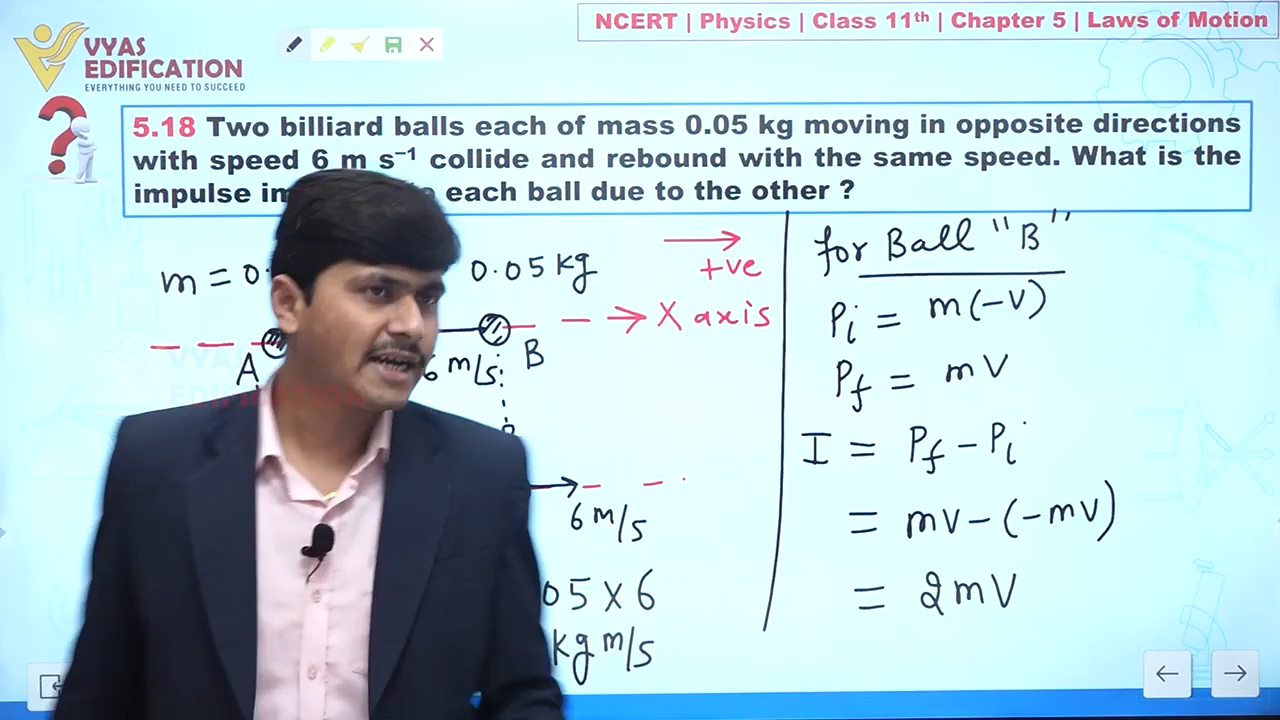 NCERT | Physics | Class 11th | Chapter 5 | Laws of Motion
VYAS
EDIFICATION
EVERYTHING YOU NEED TO SUCCEED
5.18 Two billiard balls each of mass 0.05 kg moving in opposite directions
with speed 6 m s⁻¹ collide and rebound with the same speed. What is the
impulse each ball due to the other ?
m = 0. 0.05 kg
+ve
X axis
A 6 m/s B
6 m/s
05 X 6
kg m/s
for Ball "B"
Pi = m(-v)
Pf = mv
I = Pf - Pi
= mv - (-mv)
= 2mv